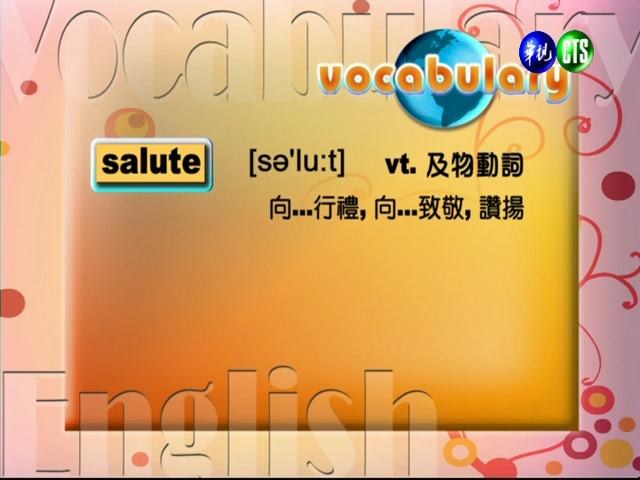 Vocabulary
華視 CTS
vocabulary
salute [sə'lu:t] vt. 及物動詞
向...行禮, 向...致敬, 讚揚
English